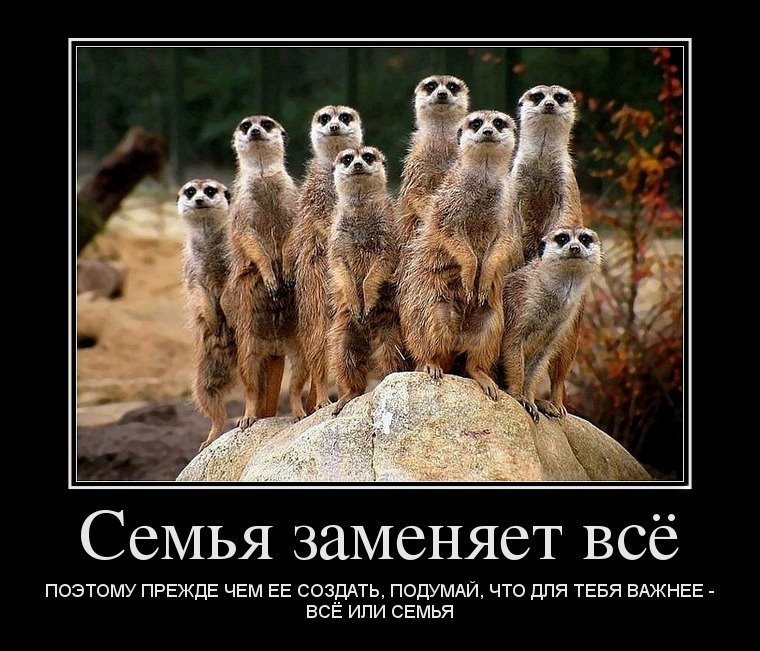 Семья заменяет всё
ПОЭТОМУ ПРЕЖДЕ ЧЕМ ЕЕ СОЗДАТЬ, ПОДУМАЙ, ЧТО ДЛЯ ТЕБЯ ВАЖНЕЕ -
ВСЁ ИЛИ СЕМЬЯ